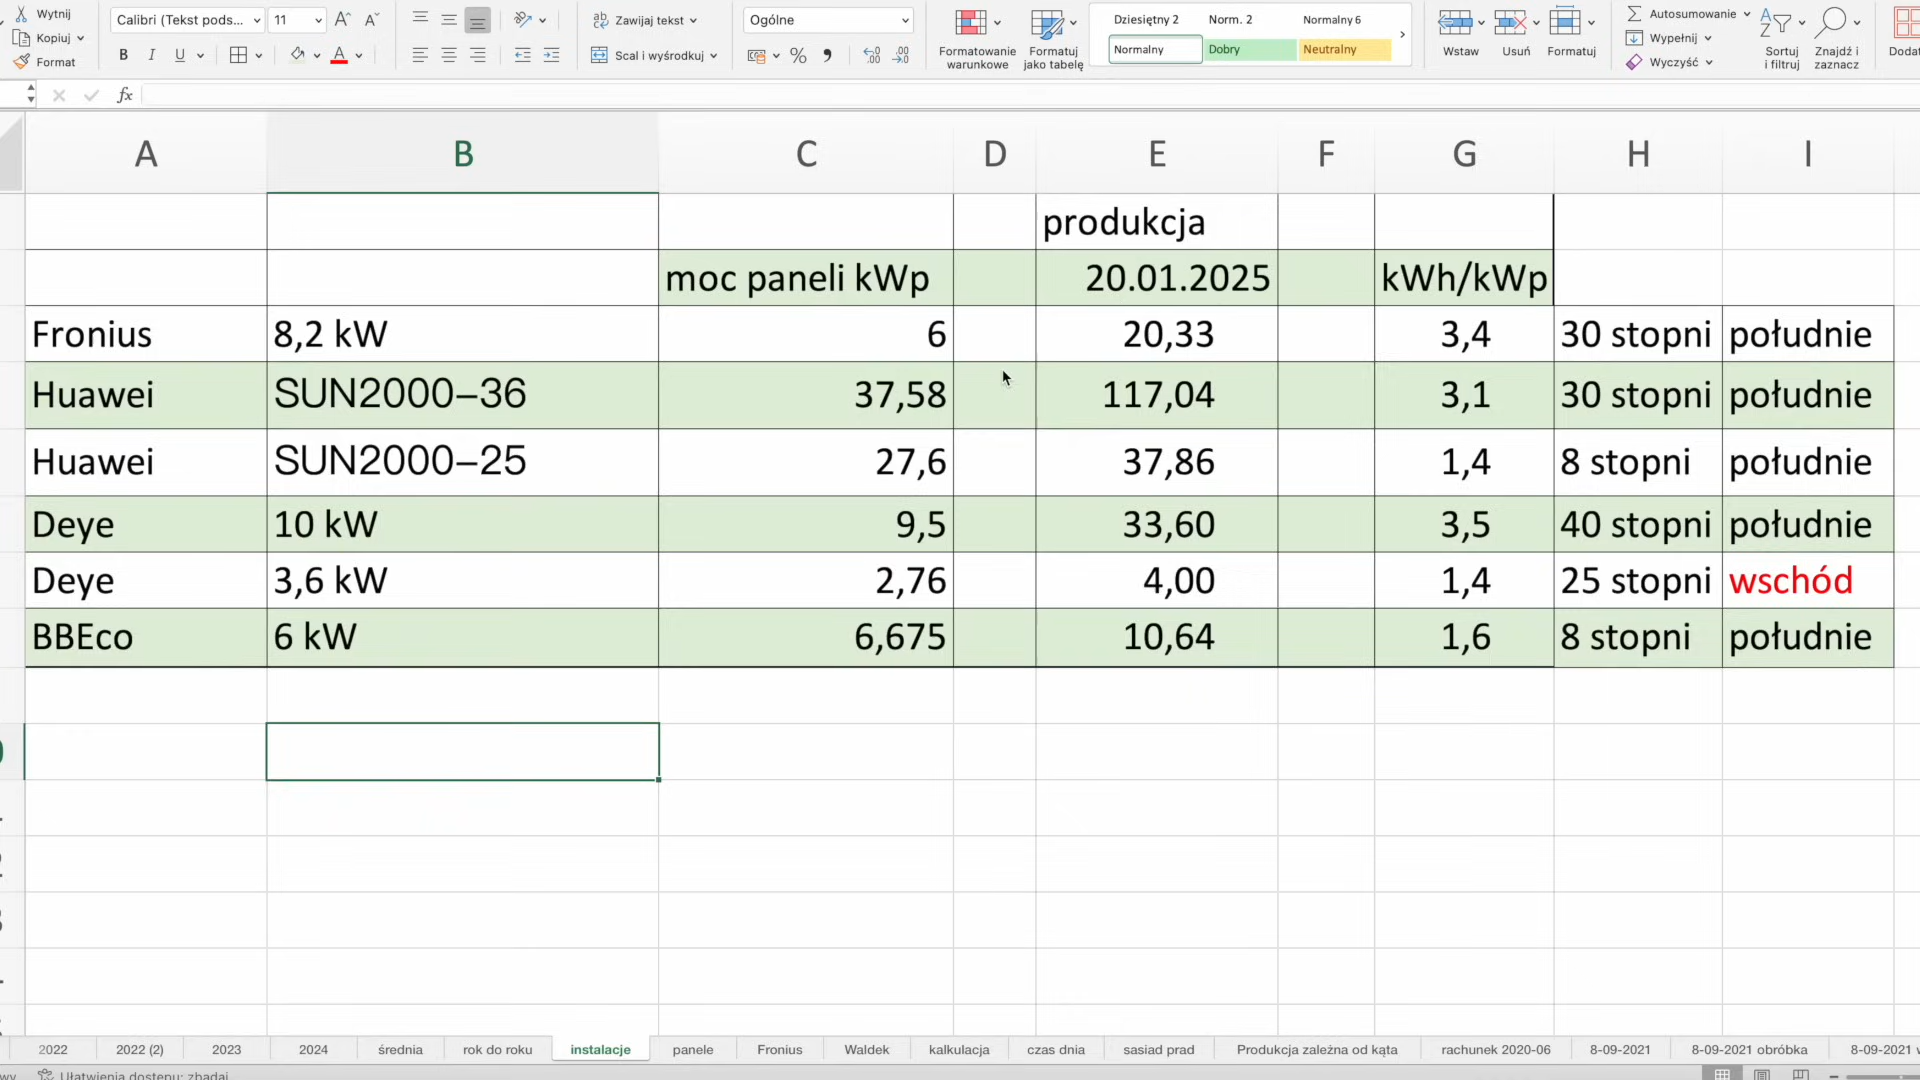 Wytnij
Kopiuj
Format
Calibri (Tekst pods... 11
B I U A
ab Zawijaj tekst
Scal i wyśrodkuj
Ogólne
Formatowanie warunkowe
Formatuj jako tabelę
Dziesiętny 2 Norm. 2 Normalny 6
Normalny Dobry Neutralny
Wstaw Usuń Formatuj
Autosumowanie
Wypełnij
Wyczyść
Sortuj i filtruj
Znajdź i zaznacz
fx
A B C D E F G H I
produkcja
moc paneli kWp 20.01.2025 kWh/kWp
Fronius 8,2 kW 6 20,33 3,4 30 stopni południe
Huawei SUN2000-36 37,58 117,04 3,1 30 stopni południe
Huawei SUN2000-25 27,6 37,86 1,4 8 stopni południe
Deye 10 kW 9,5 33,60 3,5 40 stopni południe
Deye 3,6 kW 2,76 4,00 1,4 25 stopni wschód
BBEco 6 kW 6,675 10,64 1,6 8 stopni południe
2022 2022 (2) 2023 2024 średnia rok do roku instalacje panele Fronius Waldek kalkulacja czas dnia sasiad prad Produkcja zależna od kąta rachunek 2020-06 8-09-2021 8-09-2021 obróbka 8-09-2021
Ułatwienia dostępu: zbadaj